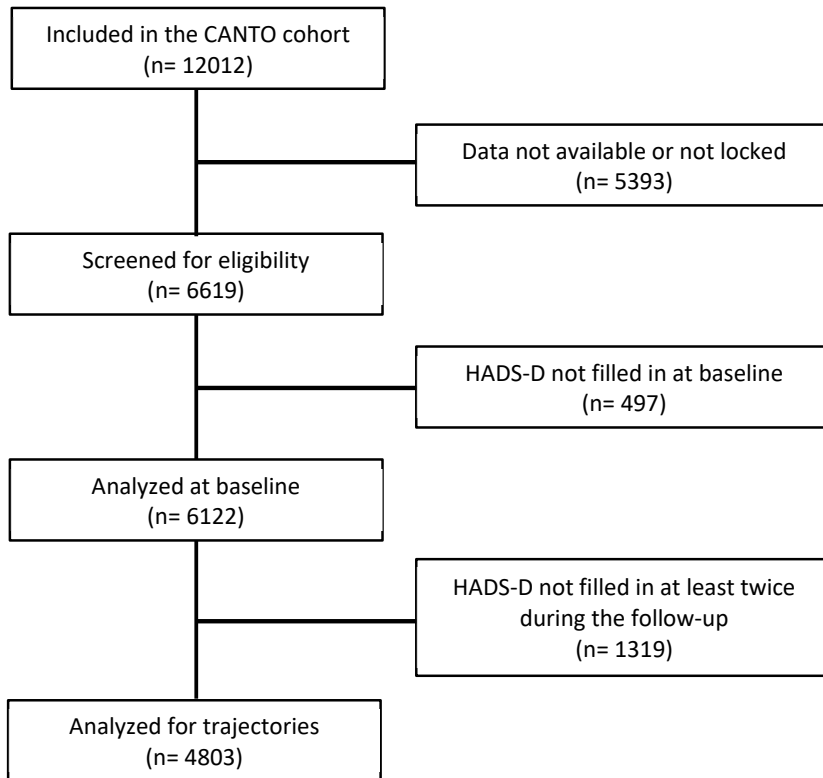 Included in the CANTO cohort
(n= 12012)
Data not available or not locked
(n= 5393)
Screened for eligibility
(n= 6619)
HADS-D not filled in at baseline
(n= 497)
Analyzed at baseline
(n= 6122)
HADS-D not filled in at least twice
during the follow-up
(n= 1319)
Analyzed for trajectories
(n= 4803)